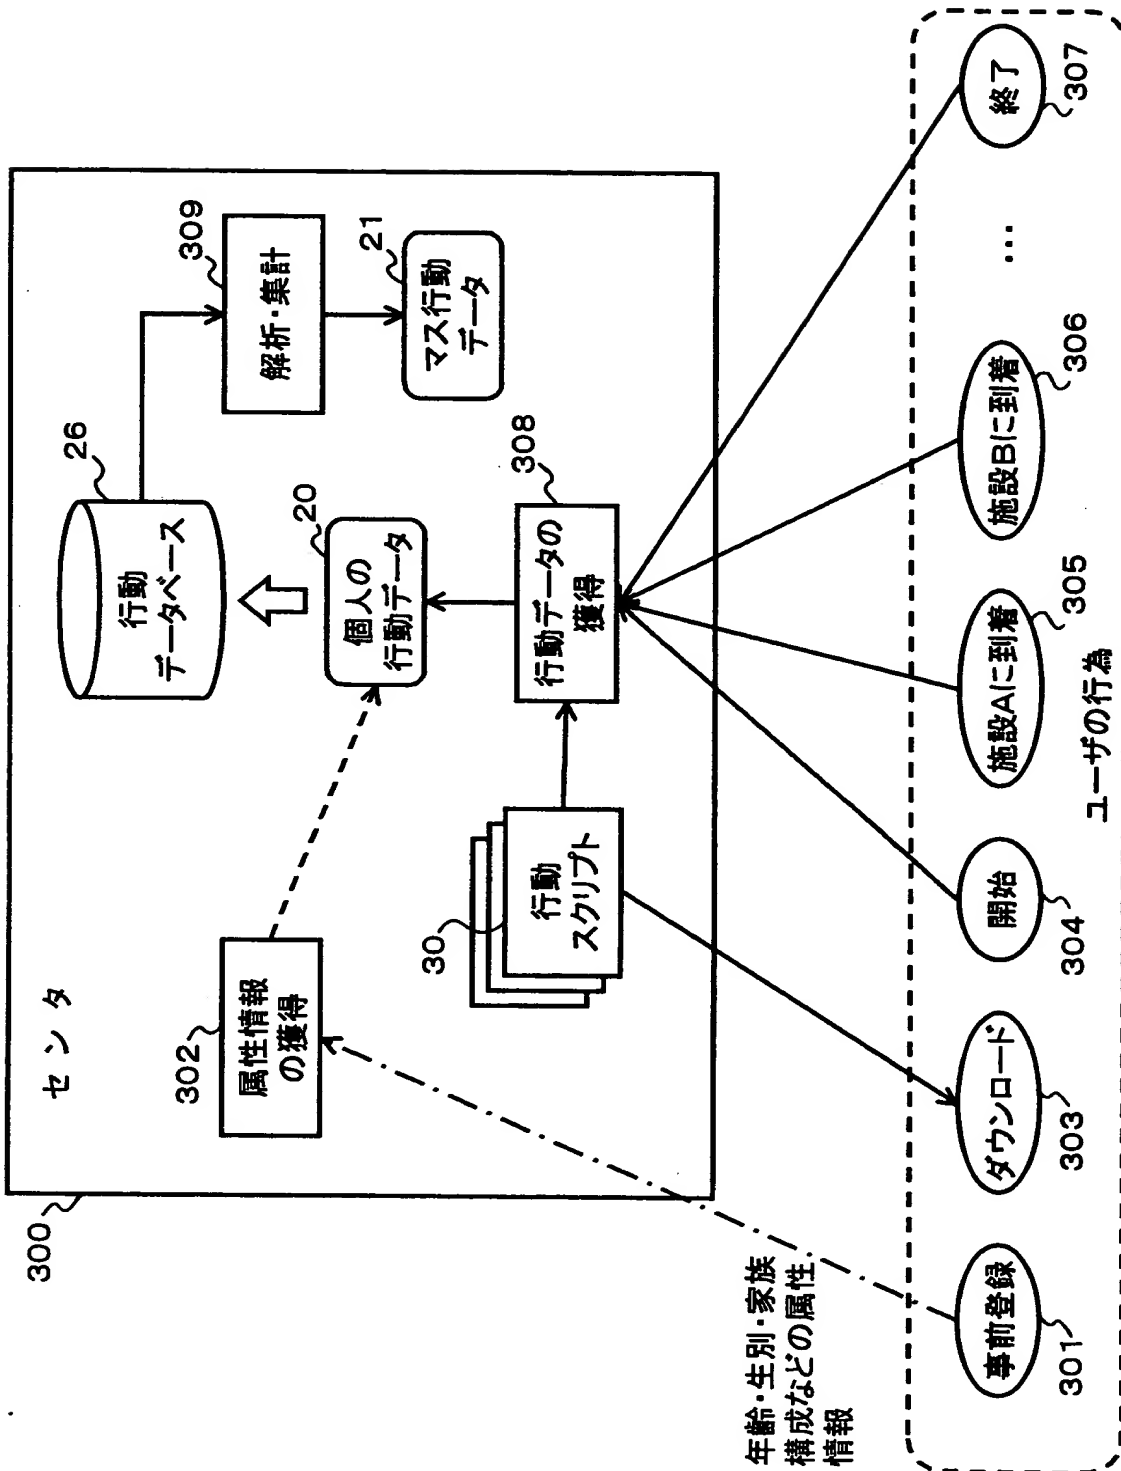 センタ
300
302
属性情報
の獲得
行動
データベース
26
解析・集計
309
個人の
行動データ
20
マス行動
データ
21
30
行動
スクリプト
行動データの
獲得
308
年齢・生別・家族
構成などの属性
情報
事前登録
301
ダウンロード
303
開始
304
施設Aに到着
305
施設Bに到着
306
…
終了
307
ユーザの行為